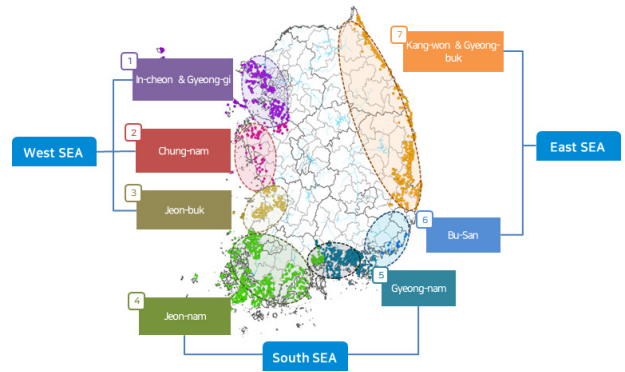 1
In-cheon & Gyeong-gi
2
Chung-nam
3
Jeon-buk
West SEA
4
Jeon-nam
South SEA
5
Gyeong-nam
6
Bu-San
7
Kang-won & Gyeong-
buk
East SEA